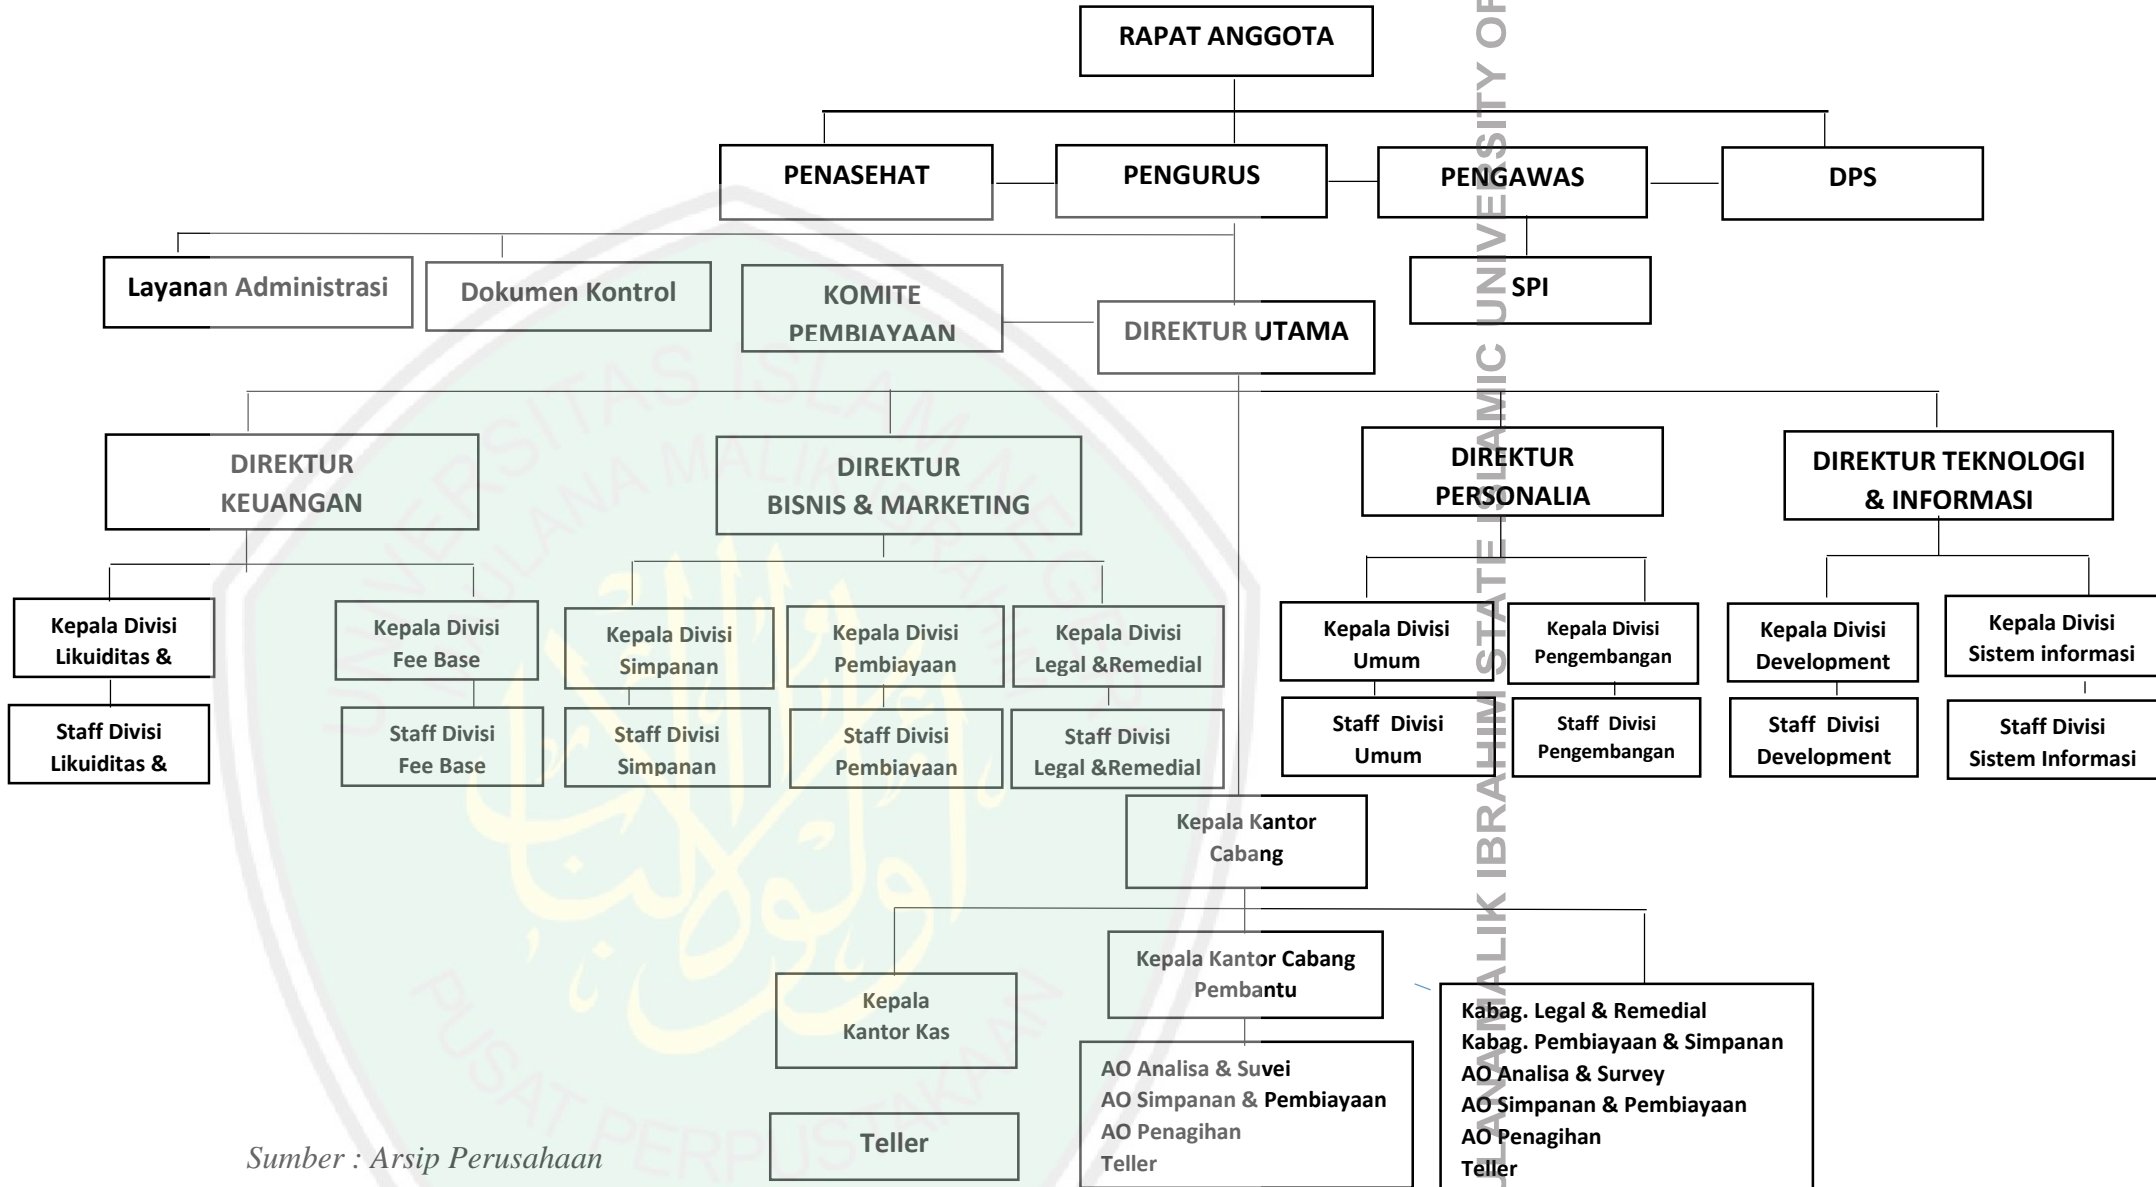 RAPAT ANGGOTA
PENASEHAT
PENGURUS
PENGAWAS
DPS
Layanan Administrasi
Dokumen Kontrol
KOMITE
PEMBIAYAAN
DIREKTUR UTAMA
SPI
DIREKTUR
KEUANGAN
DIREKTUR
BISNIS & MARKETING
DIREKTUR
PERSONALIA
DIREKTUR TEKNOLOGI
& INFORMASI
Kepala Divisi
Likuiditas &
Kepala Divisi
Fee Base
Kepala Divisi
Simpanan
Kepala Divisi
Pembiayaan
Kepala Divisi
Legal &Remedial
Kepala Divisi
Umum
Kepala Divisi
Pengembangan
Kepala Divisi
Development
Kepala Divisi
Sistem informasi
Staff Divisi
Likuiditas &
Staff Divisi
Fee Base
Staff Divisi
Simpanan
Staff Divisi
Pembiayaan
Staff Divisi
Legal &Remedial
Staff Divisi
Umum
Staff Divisi
Pengembangan
Staff Divisi
Development
Staff Divisi
Sistem Informasi
Kepala Kantor
Cabang
Kepala
Kantor Kas
Kepala Kantor Cabang
Pembantu
Teller
AO Analisa & Suvei
AO Simpanan & Pembiayaan
AO Penagihan
Teller
Kabag. Legal & Remedial
Kabag. Pembiayaan & Simpanan
AO Analisa & Survey
AO Simpanan & Pembiayaan
AO Penagihan
Teller
Sumber : Arsip Perusahaan
UNIVERSITAS ISLAM NEGERI
MAULANA MALIK IBRAHIM
PUSAT PERPUSTAKAAN
MALIK IBRAHIM STATE ISLAMIC UNIVERSITY OF